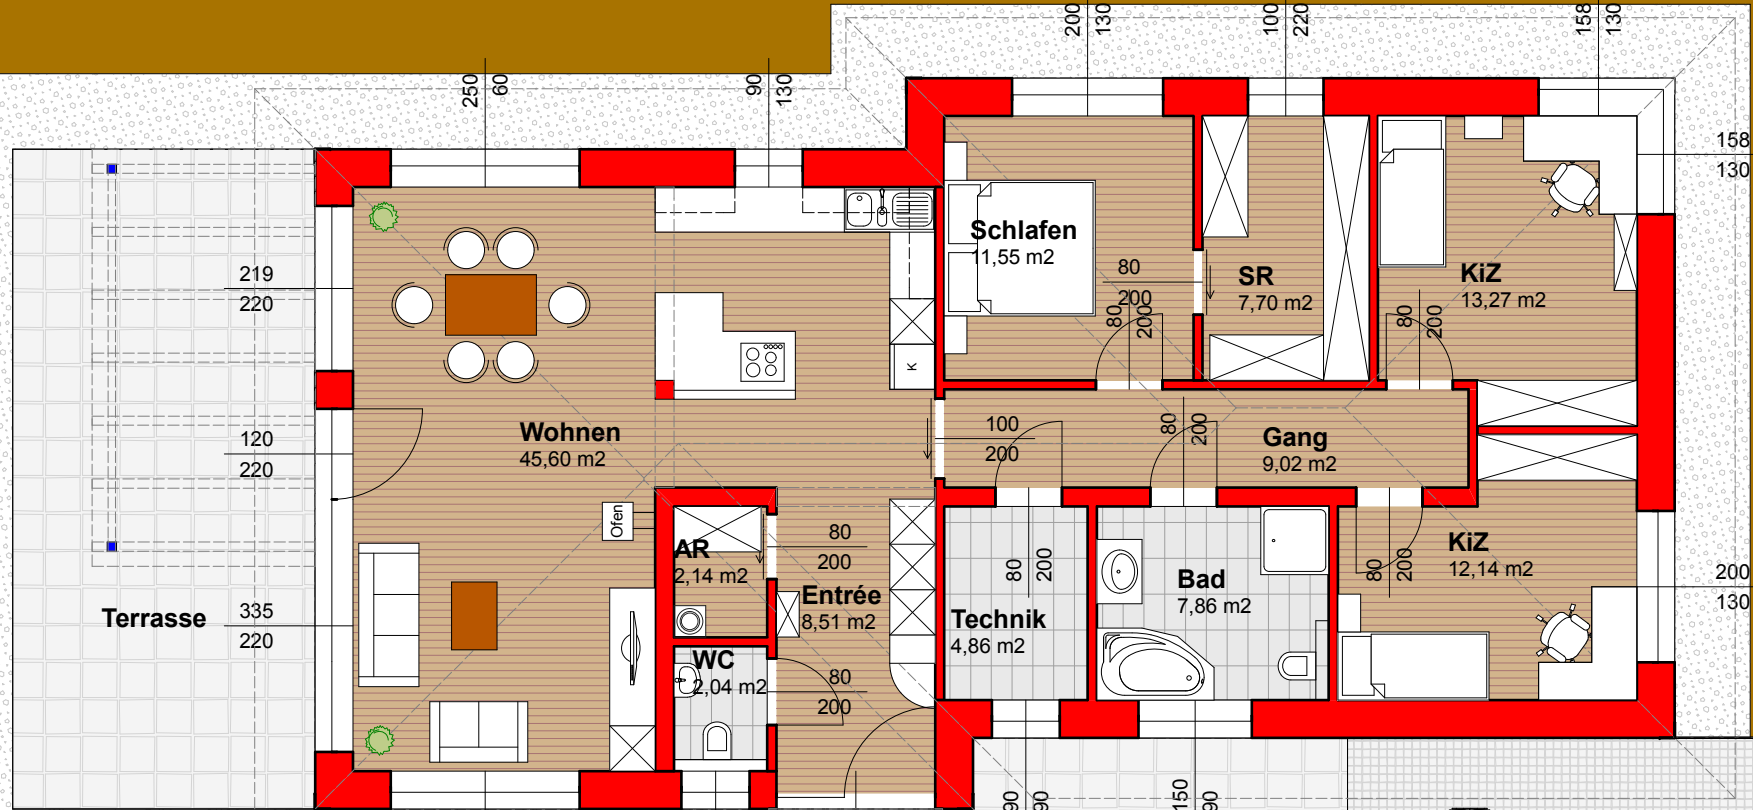 200
130
100
220
158
130
250
60
90
130
158
130
Schlafen
11,55 m2
80
200
SR
7,70 m2
KiZ
13,27 m2
219
220
80
200
80
200
K
120
220
Wohnen
45,60 m2
100
200
80
200
Gang
9,02 m2
Ofen
80
200
AR
2,14 m2
80
200
80
200
KiZ
12,14 m2
200
130
Terrasse
335
220
Entrée
8,51 m2
Technik
4,86 m2
Bad
7,86 m2
WC
2,04 m2
80
200
90
90
150
90